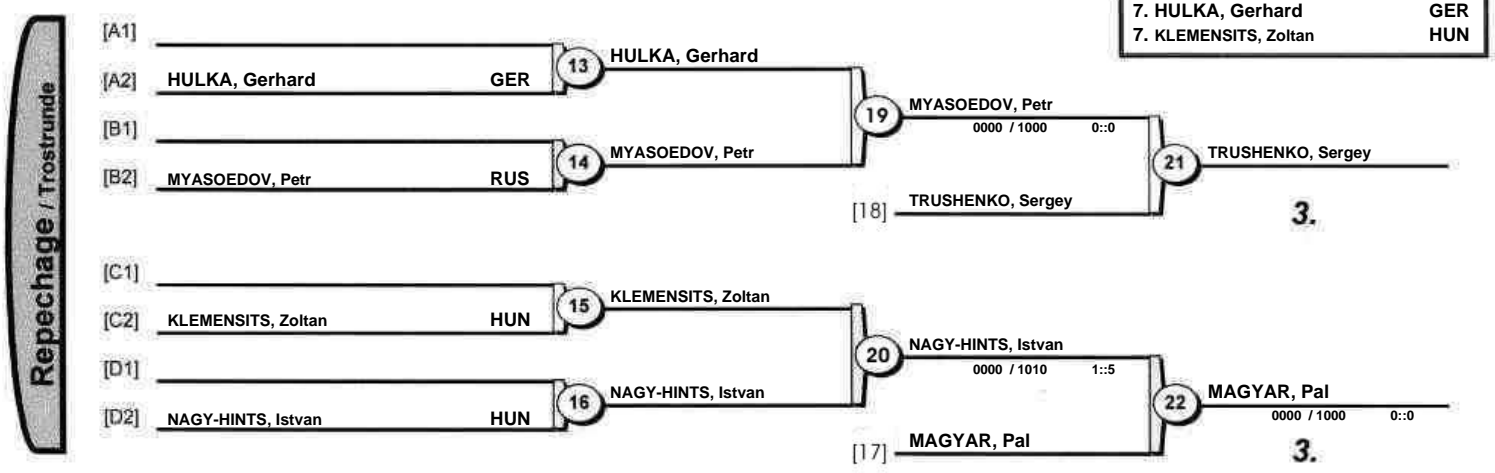 7. HULKA, Gerhard GER
7. KLEMENSITS, Zoltan HUN
Repechage / Trostrunde
[A1]
[A2] HULKA, Gerhard GER
13 HULKA, Gerhard
[B1]
[B2] MYASOEDOV, Petr RUS
14 MYASOEDOV, Petr
19 MYASOEDOV, Petr
0000 / 1000 0::0
[18] TRUSHENKO, Sergey
21 TRUSHENKO, Sergey
3.
[C1]
[C2] KLEMENSITS, Zoltan HUN
15 KLEMENSITS, Zoltan
[D1]
[D2] NAGY-HINTS, Istvan HUN
16 NAGY-HINTS, Istvan
20 NAGY-HINTS, Istvan
0000 / 1010 1::5
[17] MAGYAR, Pal
22 MAGYAR, Pal
0000 / 1000 0::0
3.